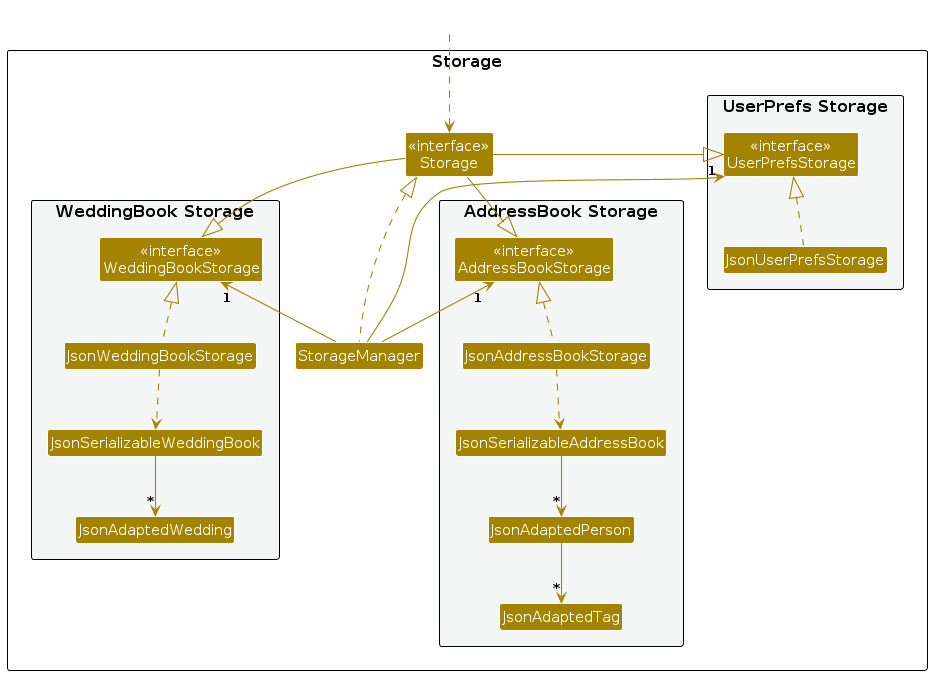 Storage
UserPrefs Storage
«interface»
Storage
«interface»
UserPrefsStorage
1
WeddingBook Storage
AddressBook Storage
«interface»
WeddingBookStorage
«interface»
AddressBookStorage
JsonUserPrefsStorage
1
1
JsonWeddingBookStorage
StorageManager
JsonAddressBookStorage
JsonSerializableWeddingBook
JsonSerializableAddressBook
*
*
JsonAdaptedWedding
JsonAdaptedPerson
*
JsonAdaptedTag